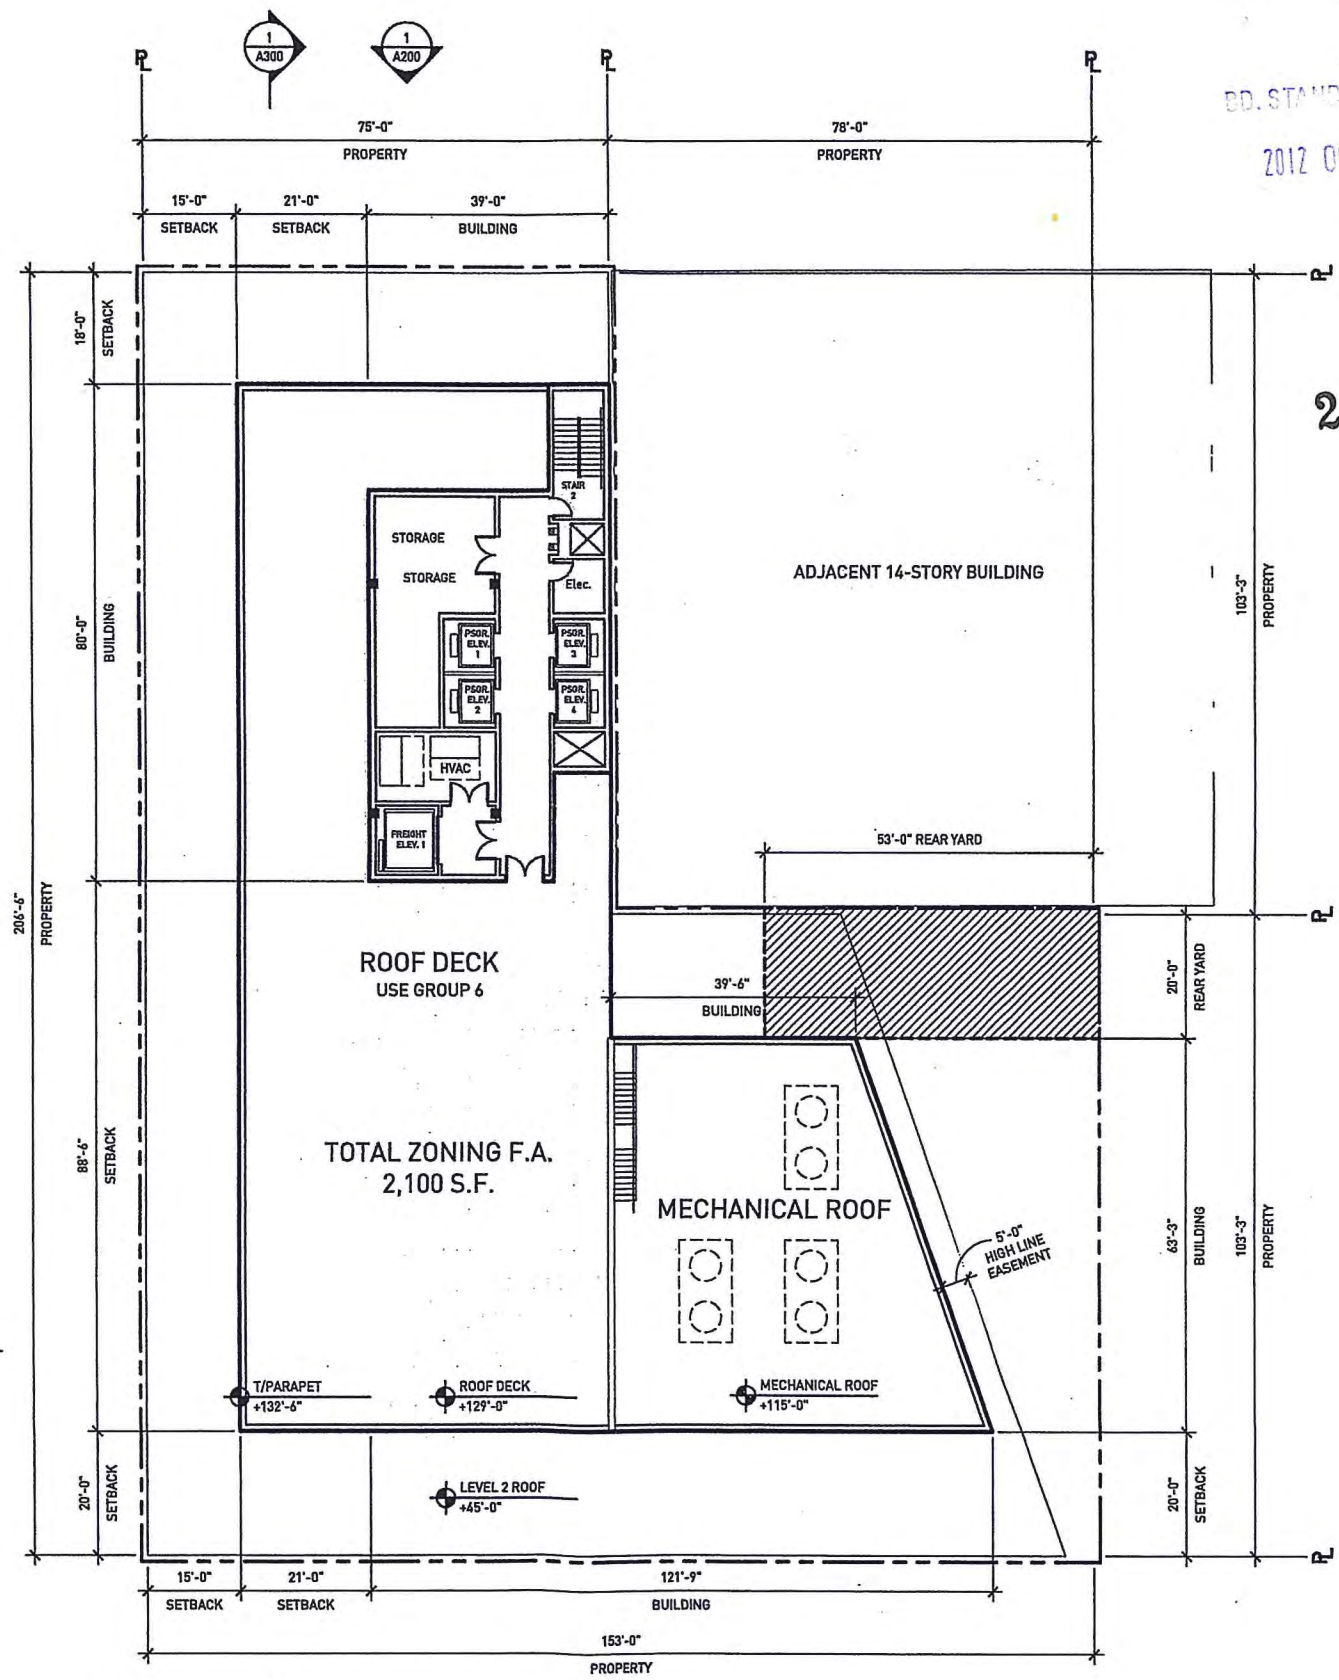 1
A300
1
A200
PL
PL
PL
75'-0"
PROPERTY
78'-0"
PROPERTY
15'-0"
SETBACK
21'-0"
SETBACK
39'-0"
BUILDING
2012
PL
18'-0"
SETBACK
2
STAIR
2
STORAGE
STORAGE
Elec.
ADJACENT 14-STORY BUILDING
103'-3"
PROPERTY
80'-0"
BUILDING
PSGR.
ELEV.
1
PSGR.
ELEV.
3
PSGR.
ELEV.
2
PSGR.
ELEV.
4
HVAC
FREIGHT
ELEV. 1
53'-0" REAR YARD
206'-6"
PROPERTY
PL
ROOF DECK
USE GROUP 6
39'-6"
BUILDING
20'-0"
REAR YARD
88'-6"
SETBACK
TOTAL ZONING F.A.
2,100 S.F.
MECHANICAL ROOF
5'-0"
HIGH LINE
EASEMENT
63'-3"
BUILDING
103'-3"
PROPERTY
T/PARAPET
+132'-6"
ROOF DECK
+129'-0"
MECHANICAL ROOF
+115'-0"
20'-0"
SETBACK
LEVEL 2 ROOF
+45'-0"
20'-0"
SETBACK
PL
15'-0"
SETBACK
21'-0"
SETBACK
121'-9"
BUILDING
153'-0"
PROPERTY